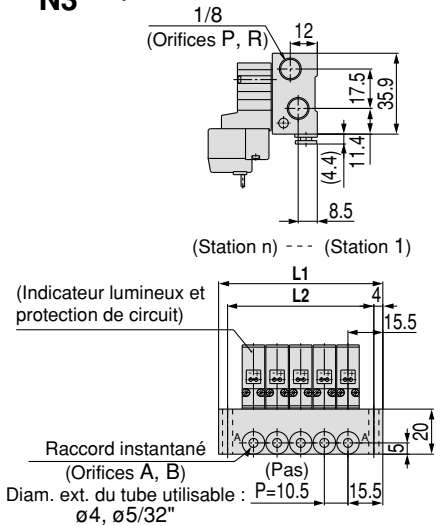 N3
1/8
(Orifices P, R)
12
17.5
35.9
11.4
(4.4)
8.5
(Station n) --- (Station 1)
L1
L2
4
(Indicateur lumineux et
protection de circuit)
15.5
A
A
20
5
Raccord instantané
(Orifices A, B)
(Pas)
Diam. ext. du tube utilisable :
P=10.5
15.5
ø4, ø5/32"